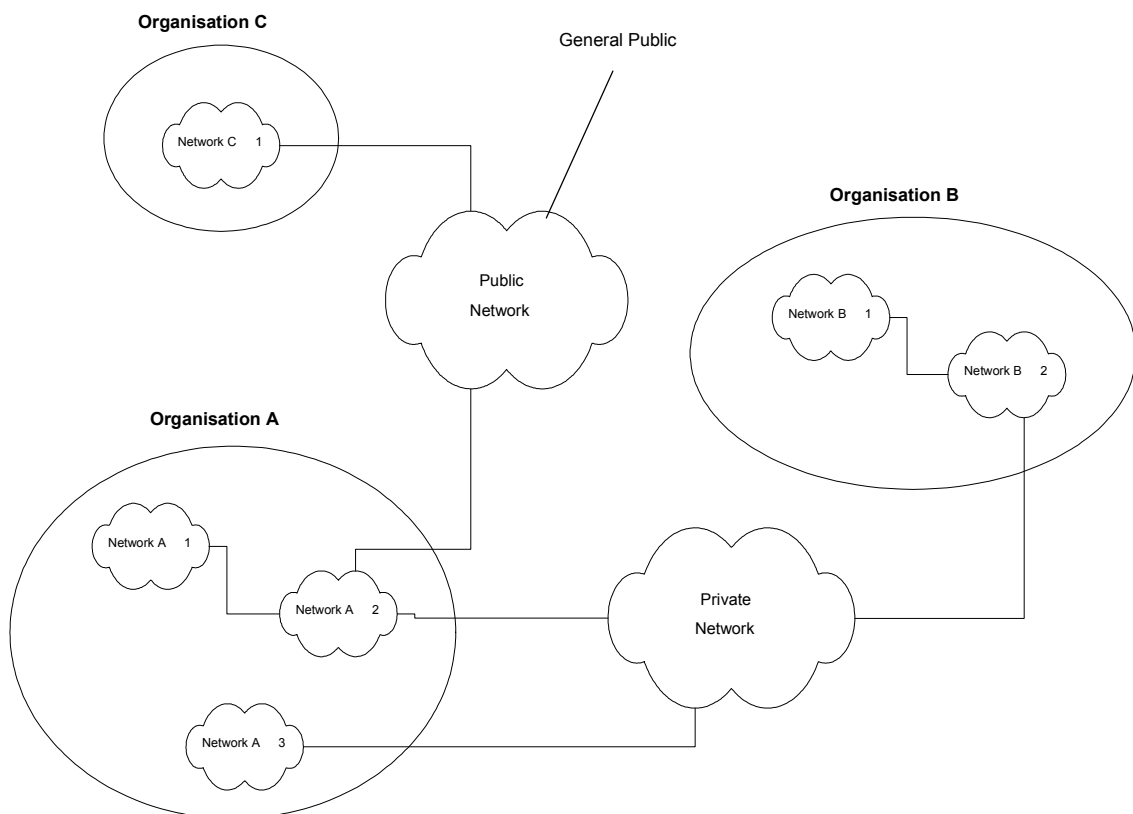 Organisation C
General Public
Network C 1
Organisation B
Public
Network
Network B 1
Network B 2
Organisation A
Network A 1
Network A 2
Private
Network
Network A 3